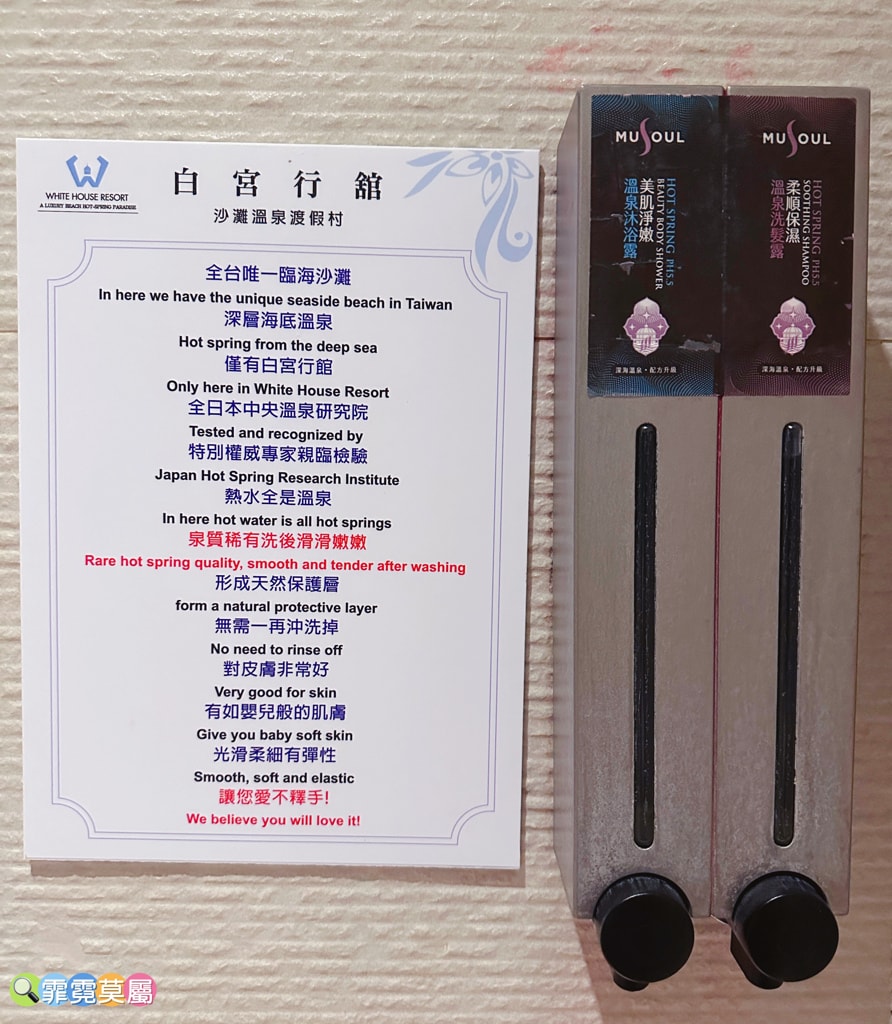 WHITE HOUSE RESORT
A LUXURY BEACH HOT-SPRING PARADISE
白宮行舘
沙灘溫泉渡假村
全台唯一臨海沙灘
In here we have the unique seaside beach in Taiwan
深層海底溫泉
Hot spring from the deep sea
僅有白宮行館
Only here in White House Resort
全日本中央溫泉研究院
Tested and recognized by
特別權威專家親臨檢驗
Japan Hot Spring Research Institute
熱水全是溫泉
In here hot water is all hot springs
泉質稀有洗後滑滑嫩嫩
Rare hot spring quality, smooth and tender after washing
形成天然保護層
form a natural protective layer
無需一再沖洗掉
No need to rinse off
對皮膚非常好
Very good for skin
有如嬰兒般的肌膚
Give you baby soft skin
光滑柔細有彈性
Smooth, soft and elastic
讓您愛不釋手!
We believe you will love it!
MUSOUL
HOT SPRING PH5.5
BEAUTY BODY SHOWER
美肌淨嫩
溫泉沐浴露
深海溫泉・配方升級
MUSOUL
HOT SPRING PH5.5
SOOTHING SHAMPOO
柔順保濕
溫泉洗髮露
深海溫泉・配方升級
霏霓莫屬